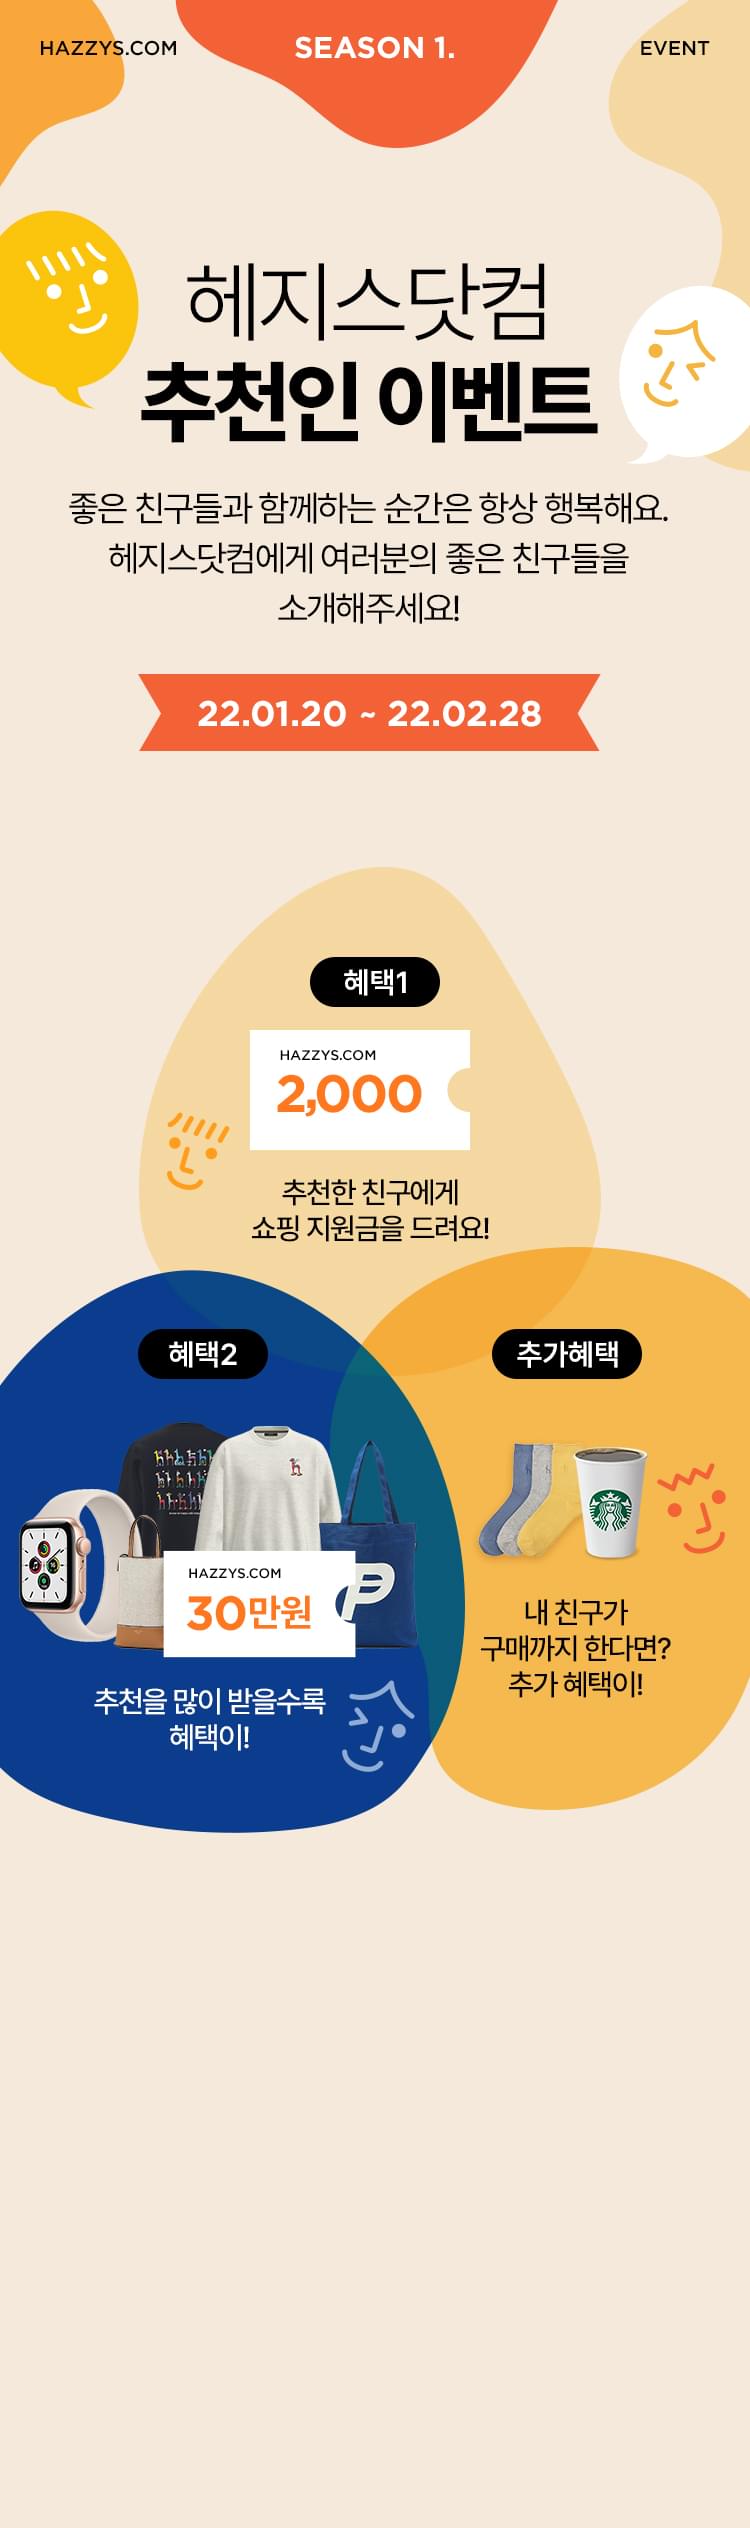 HAZZYS.COM
SEASON 1.
EVENT
헤지스닷컴
추천인 이벤트
좋은 친구들과 함께하는 순간은 항상 행복해요.
헤지스닷컴에게 여러분의 좋은 친구들을
소개해주세요!
22.01.20 ~ 22.02.28
혜택1
HAZZYS.COM
2,000
추천한 친구에게
쇼핑 지원금을 드려요!
혜택2
HAZZYS.COM
30만원
추천을 많이 받을수록
혜택이!
추가혜택
내 친구가
구매까지 한다면?
추가 혜택이!